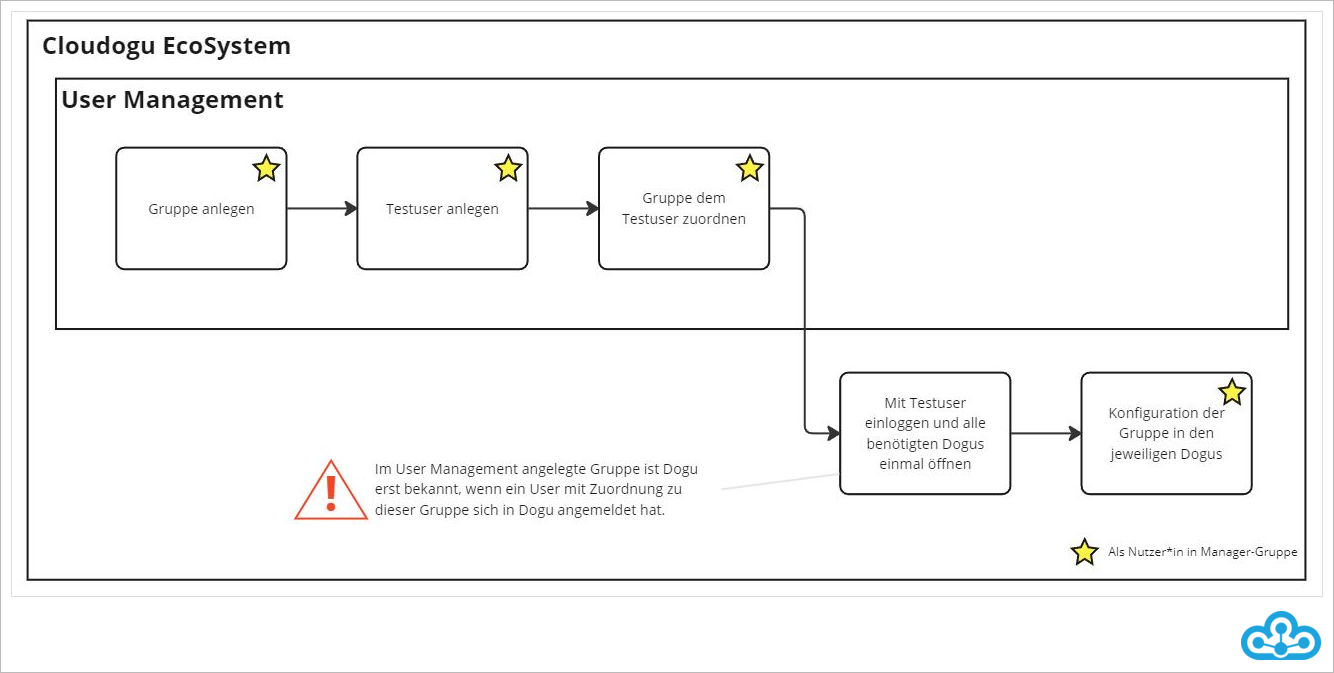 Cloudogu EcoSystem
User Management
Gruppe anlegen
Testuser anlegen
Gruppe dem
Testuser zuordnen
Mit Testuser
einloggen und alle
benötigten Dogus
einmal öffnen
Konfiguration der
Gruppe in den
jeweiligen Dogus
Im User Management angelegte Gruppe ist Dogu
erst bekannt, wenn ein User mit Zuordnung zu
dieser Gruppe sich in Dogu angemeldet hat.
Als Nutzer*in in Manager-Gruppe